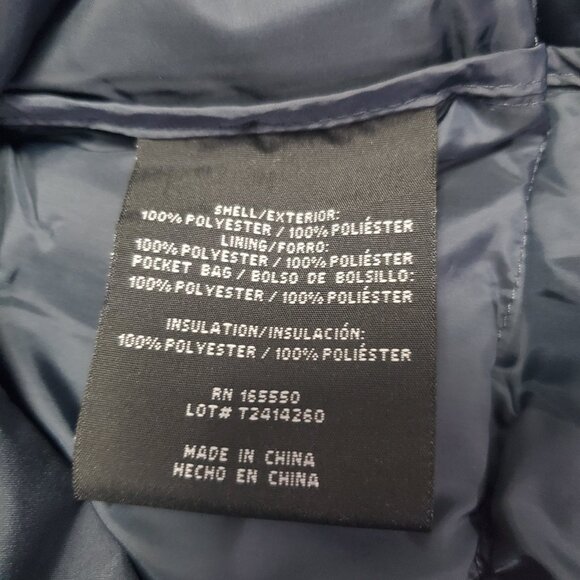 SHELL/EXTERIOR:
100% POLYESTER / 100% POLIÉSTER
LINING/FORRO:
100% POLYESTER / 100% POLIÉSTER
POCKET BAG / BOLSO DE BOLSILLO:
100% POLYESTER / 100% POLIÉSTER
INSULATION/INSULACIÓN:
100% POLYESTER / 100% POLIÉSTER
RN 165550
LOT# T2414260
MADE IN CHINA
HECHO EN CHINA